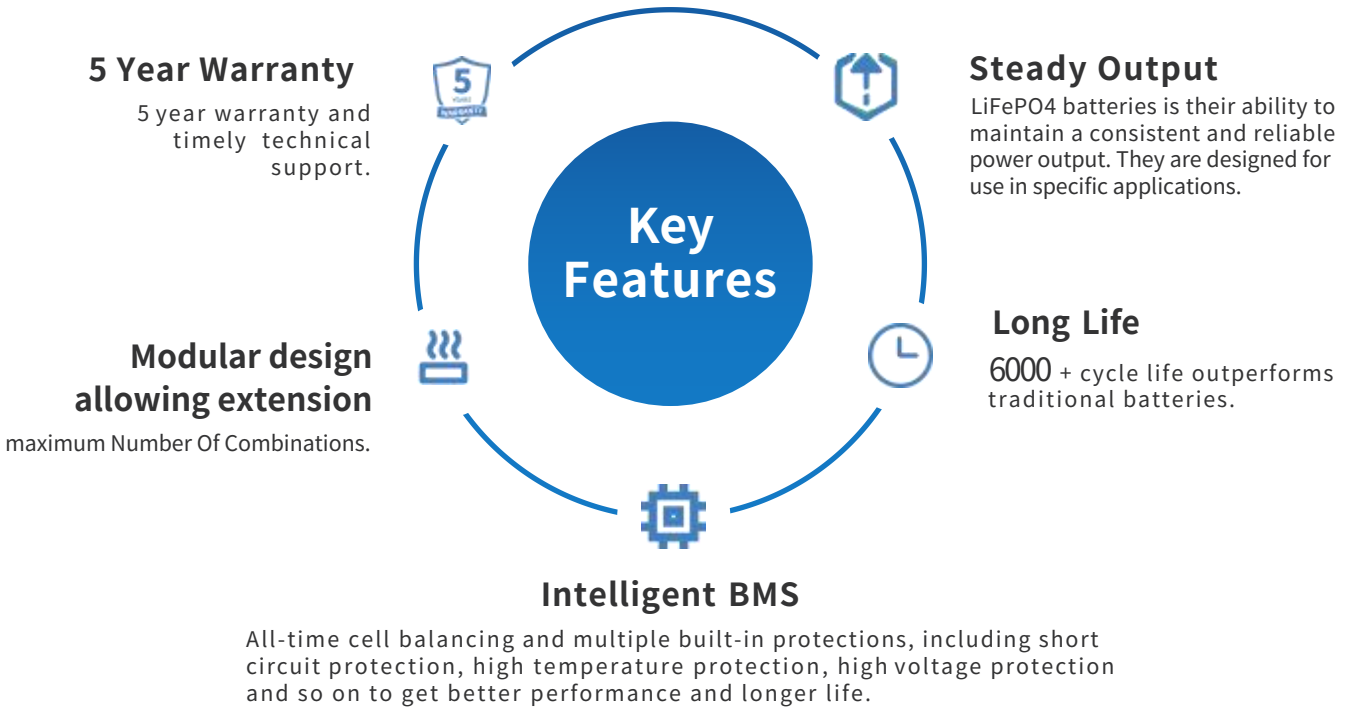 5 Year Warranty
5 year warranty and
timely technical
support.
5
WARRANTY
Steady Output
LiFePO4 batteries is their ability to
maintain a consistent and reliable
power output. They are designed for
use in specific applications.
Key
Features
Modular design
allowing extension
maximum Number Of Combinations.
Long Life
6000 + cycle life outperforms
traditional batteries.
Intelligent BMS
All-time cell balancing and multiple built-in protections, including short
circuit protection, high temperature protection, high voltage protection
and so on to get better performance and longer life.